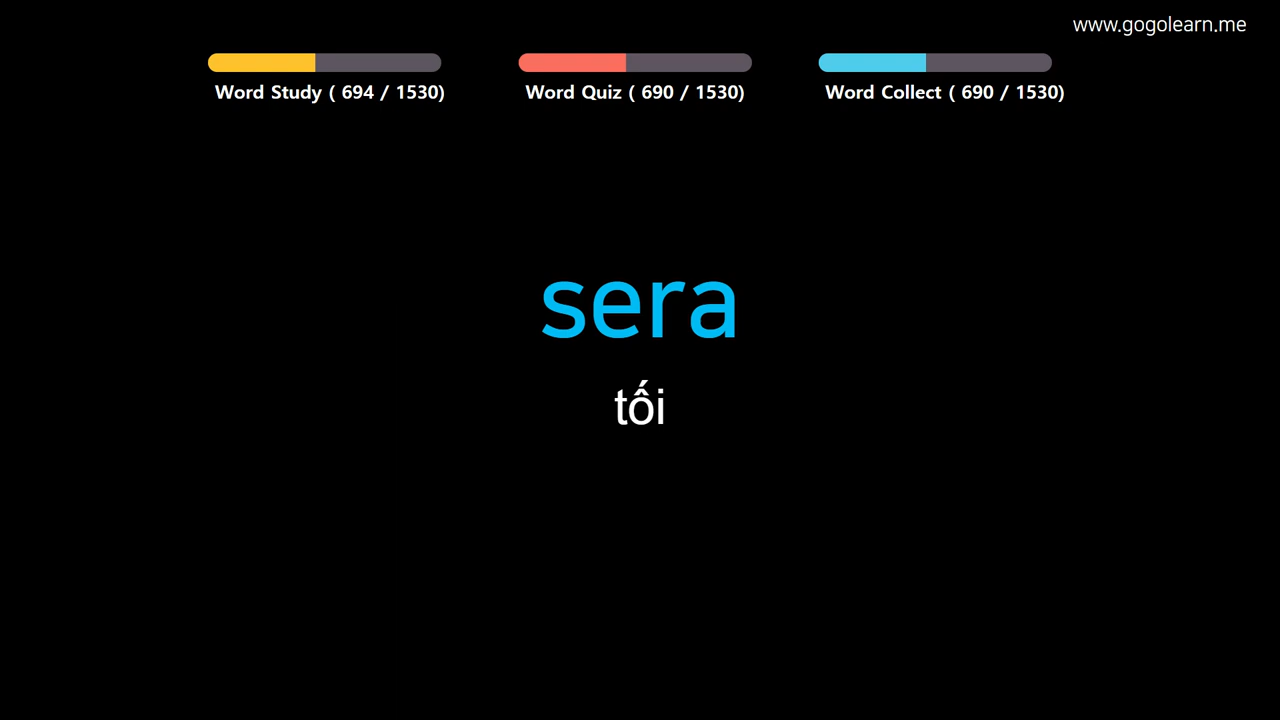 www.gogolearn.me
Word Study ( 694 / 1530)
Word Quiz ( 690 / 1530)
Word Collect ( 690 / 1530)
sera
tối